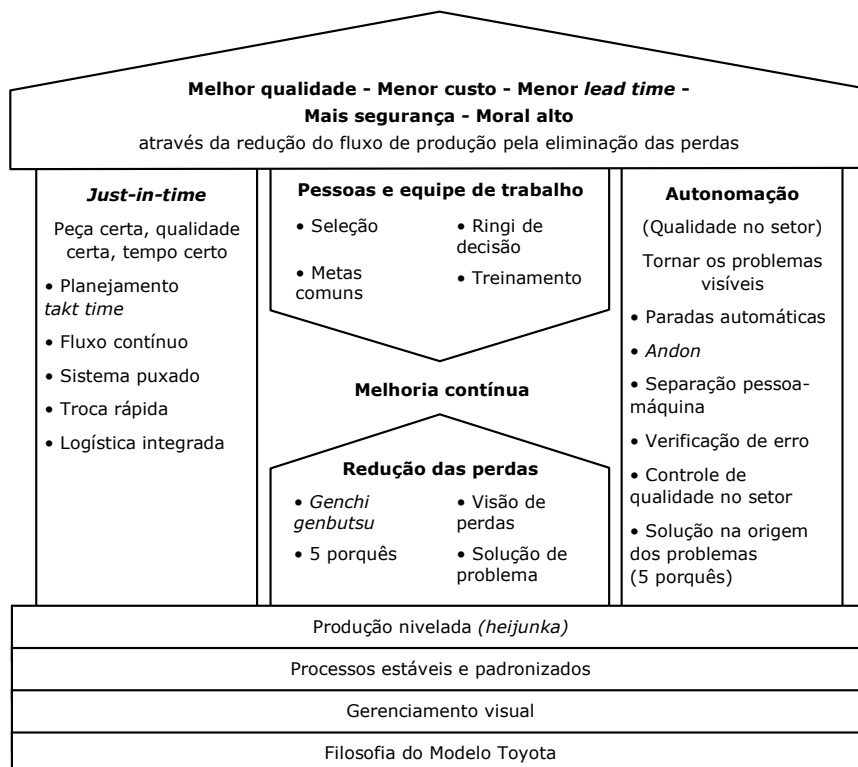 Melhor qualidade - Menor custo - Menor lead time -
Mais segurança - Moral alto
através da redução do fluxo de produção pela eliminação das perdas
Just-in-time
Peça certa, qualidade
certa, tempo certo
• Planejamento
takt time
• Fluxo contínuo
• Sistema puxado
• Troca rápida
• Logística integrada
Pessoas e equipe de trabalho
• Seleção
• Metas
comuns
• Ringi de
decisão
• Treinamento
Melhoria contínua
Redução das perdas
• Genchi
genbutsu
• 5 porquês
• Visão de
perdas
• Solução de
problema
Autonomação
(Qualidade no setor)
Tornar os problemas
visíveis
• Paradas automáticas
• Andon
• Separação pessoa-
máquina
• Verificação de erro
• Controle de
qualidade no setor
• Solução na origem
dos problemas
(5 porquês)
Produção nivelada (heijunka)
Processos estáveis e padronizados
Gerenciamento visual
Filosofia do Modelo Toyota